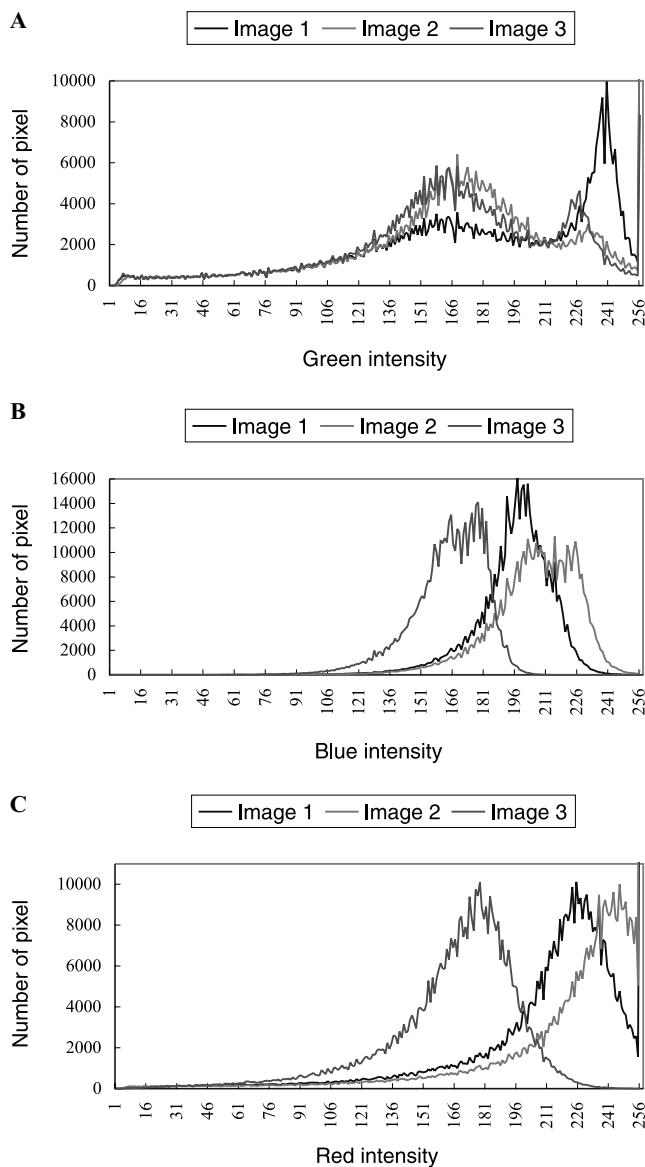 A
Image 1 Image 2 Image 3
10000
8000
6000
4000
2000
0
Number of pixel
1 16 31 46 61 76 91 106 121 136 151 166 181 196 211 226 241 256
Green intensity
B
Image 1 Image 2 Image 3
16000
14000
12000
10000
8000
6000
4000
2000
0
Number of pixel
1 16 31 46 61 76 91 106 121 136 151 166 181 196 211 226 241 256
Blue intensity
C
Image 1 Image 2 Image 3
10000
8000
6000
4000
2000
0
Number of pixel
1 16 31 46 61 76 91 106 121 136 151 166 181 196 211 226 241 256
Red intensity